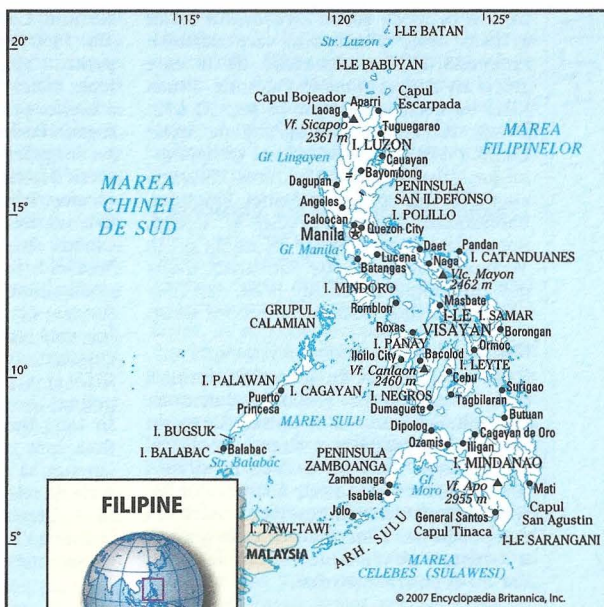 115° 120° 125°
20°
I-LE BATAN
Str. Luzon
I-LE BABUYAN
Capul Bojeador
Aparri
Capul
Escarpada
Laoag
Vf. Sicapoo
2361 m
Tuguegarao
I. LUZON
MAREA
FILIPINELOR
Gf. Lingayen
Cauayan
Bayombong
MAREA
CHINEI
DE SUD
Dagupan
PENINSULA
SAN ILDEFONSO
Angeles
15°
I. POLILLO
Caloocan
Manila
Quezon City
Gf. Manila
Daet
Pandan
Lucena
Naga
I. CATANDUANES
Batangas
Vlc. Mayon
2462 m
I. MINDORO
Masbate
Romblon
I-LE
VISAYAN
I. SAMAR
GRUPUL
CALAMIAN
Roxas
Borongan
I. PANAY
Ormoc
Iloilo City
Bacolod
I. LEYTE
Vf. Canlaon
2460 m
Cebu
10°
I. PALAWAN
I. CAGAYAN
I. NEGROS
Surigao
Puerto
Princesa
Tagbilaran
MAREA SULU
Dumaguete
Butuan
Dipolog
Cagayan de Oro
I. BUGSUK
Ozamis
Iligan
I. BALABAC
Balabac
Str. Balabac
PENINSULA
ZAMBOANGA
I. MINDANAO
Zamboanga
Gf.
Moro
Vf. Apo
2955 m
Mati
Isabela
FILIPINE
Jolo
General Santos
Capul
San Agustin
I. TAWI-TAWI
ARH. SULU
Capul Tinaca
5°
MALAYSIA
I-LE SARANGANI
MAREA
CELEBES (SULAWESI)
© 2007 Encyclopædia Britannica, Inc.